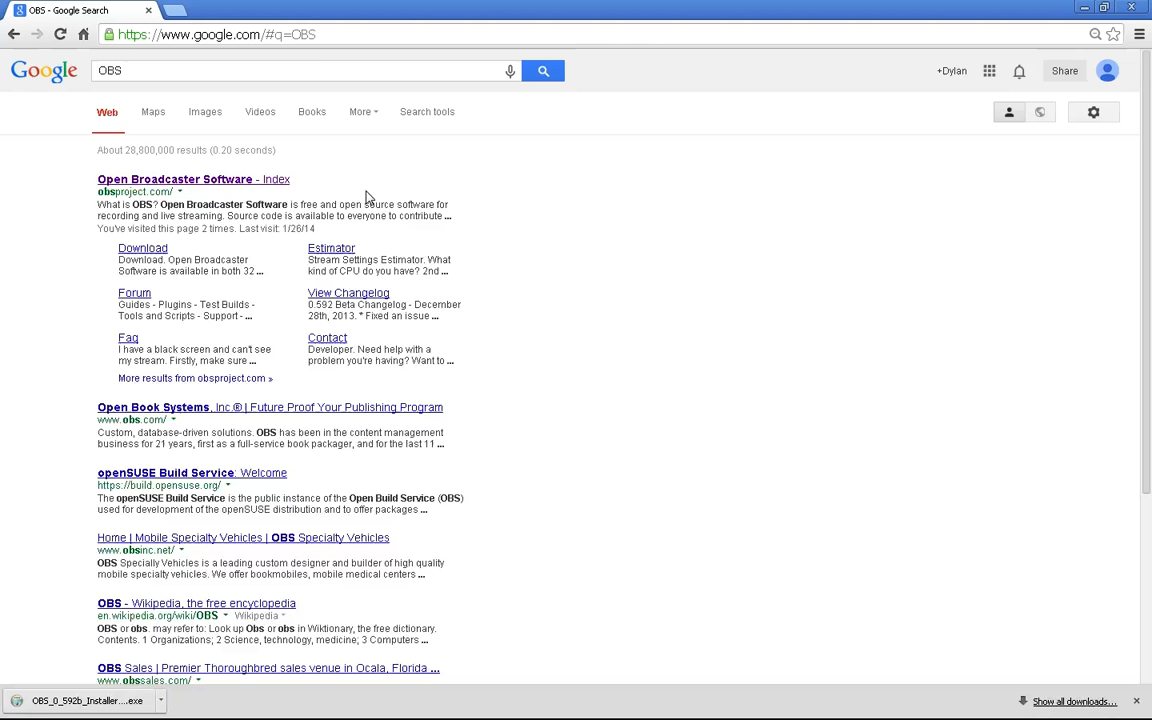 OBS - Google Search
https://www.google.com/#q=OBS
Google
OBS
+Dylan
Share
Web Maps Images Videos Books More Search tools
About 28,800,000 results (0.20 seconds)
Open Broadcaster Software - Index
obsproject.com/
What is OBS? Open Broadcaster Software is free and open source software for
recording and live streaming. Source code is available to everyone to contribute ...
You've visited this page 2 times. Last visit: 1/26/14
Download
Download. Open Broadcaster
Software is available in both 32 ...
Estimator
Stream Settings Estimator. What
kind of CPU do you have? 2nd ...
Forum
Guides - Plugins - Test Builds -
Tools and Scripts - Support - ...
View Changelog
0.592 Beta Changelog - December
28th, 2013. * Fixed an issue ...
Faq
I have a black screen and can't see
my stream. Firstly, make sure ...
Contact
Developer. Need help with a
problem you're having? Want to ...
More results from obsproject.com »
Open Book Systems, Inc.® | Future Proof Your Publishing Program
www.obs.com/
Custom, database-driven solutions. OBS has been in the content management
business for 21 years, first as a full-service book packager, and for the last 11 ...
openSUSE Build Service: Welcome
https://build.opensuse.org/
The openSUSE Build Service is the public instance of the Open Build Service (OBS)
used for development of the openSUSE distribution and to offer packages ...
Home | Mobile Specialty Vehicles | OBS Specialty Vehicles
www.obsinc.net/
OBS Specialty Vehicles is a leading custom designer and builder of high quality
mobile specialty vehicles. We offer bookmobiles, mobile medical centers ...
OBS - Wikipedia, the free encyclopedia
en.wikipedia.org/wiki/OBS Wikipedia
OBS or obs. may refer to: Look up Obs or obs in Wiktionary, the free dictionary.
Contents. 1 Organizations; 2 Science, technology, medicine; 3 Computers ...
OBS Sales | Premier Thoroughbred sales venue in Ocala, Florida ...
www.obssales.com/
OBS_0_592b_Installer....exe
Show all downloads...